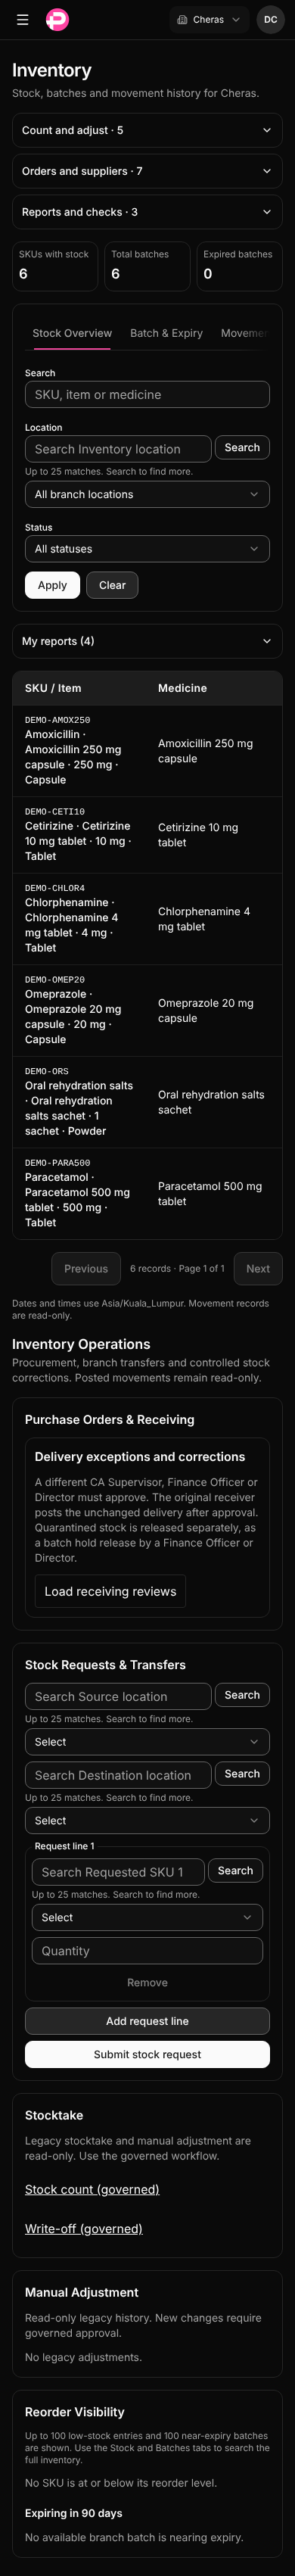 Cheras
DC
Inventory
Stock, batches and movement history for Cheras.
Count and adjust · 5
Orders and suppliers · 7
Reports and checks · 3
SKUs with stock
6
Total batches
6
Expired batches
0
Stock Overview
Batch & Expiry
Search
SKU, item or medicine
Location
Search Inventory location
Search
Up to 25 matches. Search to find more.
All branch locations
Status
All statuses
Apply
Clear
My reports (4)
SKU / Item
Medicine
DEMO-AMOX250
Amoxicillin ·
Amoxicillin 250 mg
capsule · 250 mg ·
Capsule
Amoxicillin 250 mg
capsule
DEMO-CETI10
Cetirizine · Cetirizine
10 mg tablet · 10 mg ·
Tablet
Cetirizine 10 mg
tablet
DEMO-CHLOR4
Chlorphenamine ·
Chlorphenamine 4
mg tablet · 4 mg ·
Tablet
Chlorphenamine 4
mg tablet
DEMO-OMEP20
Omeprazole ·
Omeprazole 20 mg
capsule · 20 mg ·
Capsule
Omeprazole 20 mg
capsule
DEMO-ORS
Oral rehydration salts
· Oral rehydration
salts sachet · 1
sachet · Powder
Oral rehydration salts
sachet
DEMO-PARA500
Paracetamol ·
Paracetamol 500 mg
tablet · 500 mg ·
Tablet
Paracetamol 500 mg
tablet
Previous
6 records · Page 1 of 1
Next
Dates and times use Asia/Kuala_Lumpur. Movement records
are read-only.
Inventory Operations
Procurement, branch transfers and controlled stock
corrections. Posted movements remain read-only.
Purchase Orders & Receiving
Delivery exceptions and corrections
A different CA Supervisor, Finance Officer or
Director must approve. The original receiver
posts the unchanged delivery after approval.
Quarantined stock is released separately, as
a batch hold release by a Finance Officer or
Director.
Load receiving reviews
Stock Requests & Transfers
Search Source location
Search
Up to 25 matches. Search to find more.
Select
Search Destination location
Search
Up to 25 matches. Search to find more.
Select
Request line 1
Search Requested SKU 1
Search
Up to 25 matches. Search to find more.
Select
Quantity
Remove
Add request line
Submit stock request
Stocktake
Legacy stocktake and manual adjustment are
read-only. Use the governed workflow.
Stock count (governed)
Write-off (governed)
Manual Adjustment
Read-only legacy history. New changes require
governed approval.
No legacy adjustments.
Reorder Visibility
Up to 100 low-stock entries and 100 near-expiry batches
are shown. Use the Stock and Batches tabs to search the
full inventory.
No SKU is at or below its reorder level.
Expiring in 90 days
No available branch batch is nearing expiry.